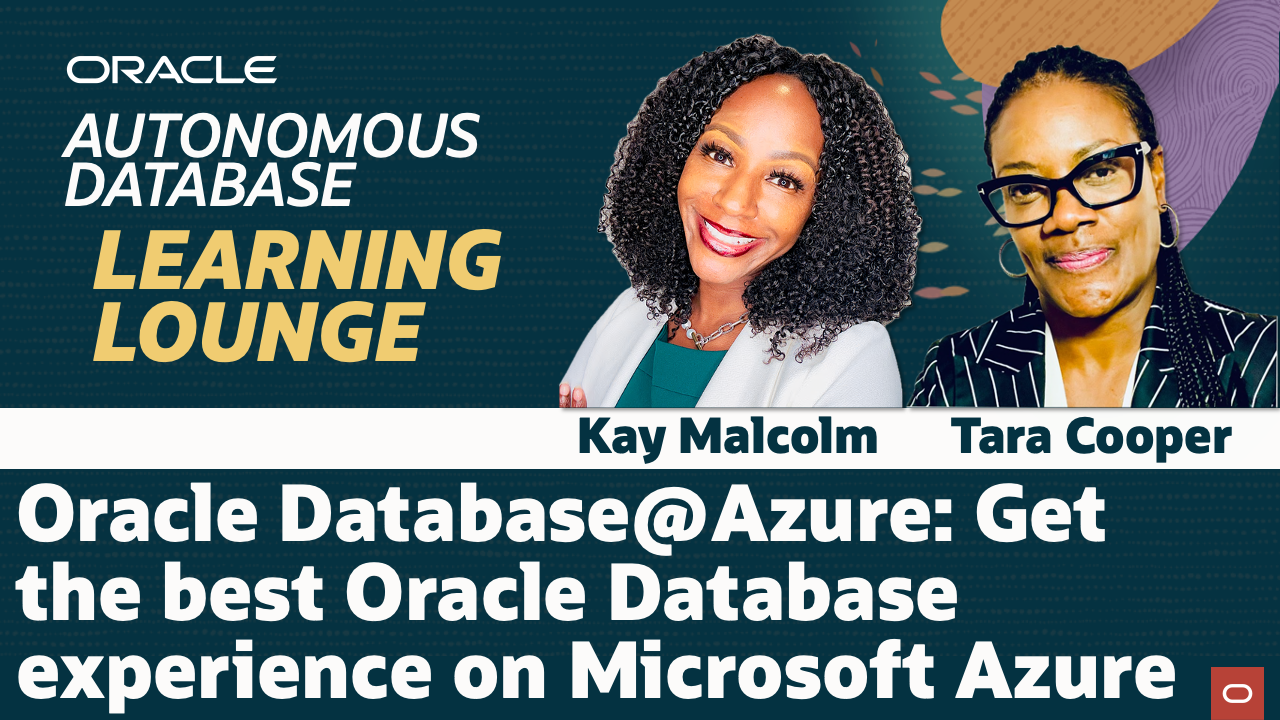 ORACLE
AUTONOMOUS
DATABASE
LEARNING
LOUNGE
Kay Malcolm
Tara Cooper
Oracle Database@Azure: Get
the best Oracle Database
experience on Microsoft Azure